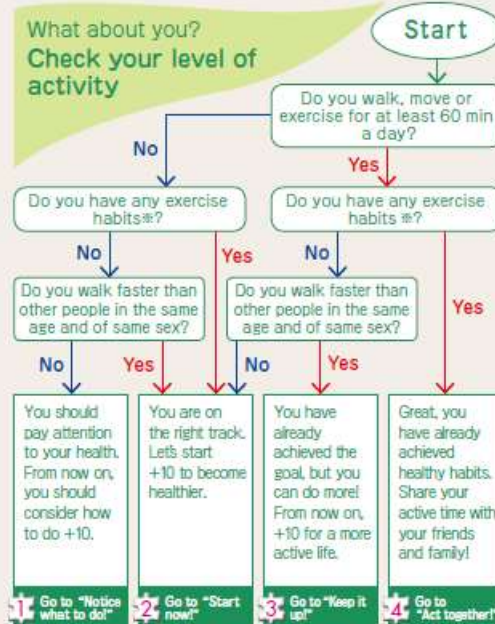 What about you?
Check your level of
activity
Start
Do you walk, move or
exercise for at least 60 min
a day?
No
Yes
Do you have any exercise
habits※?
Do you have any exercise
habits ※?
No
Yes
No
Yes
Do you walk faster than
other people in the same
age and of same sex?
Do you walk faster than
other people in the same
age and of same sex?
No
Yes
No
Yes
You should
pay attention
to your health.
From now on,
you should
consider how
to do +10.
You are on
the right track.
Let's start
+10 to become
healthier.
You have
already
achieved the
goal, but you
can do more!
From now on,
+10 for a more
active life.
Great, you
have already
achieved
healthy habits.
Share your
active time with
your friends
and family!
1 Go to "Notice
what to do!"
2 Go to "Start
now!"
3 Go to "Keep it
up!"
4 Go to
"Act together!"